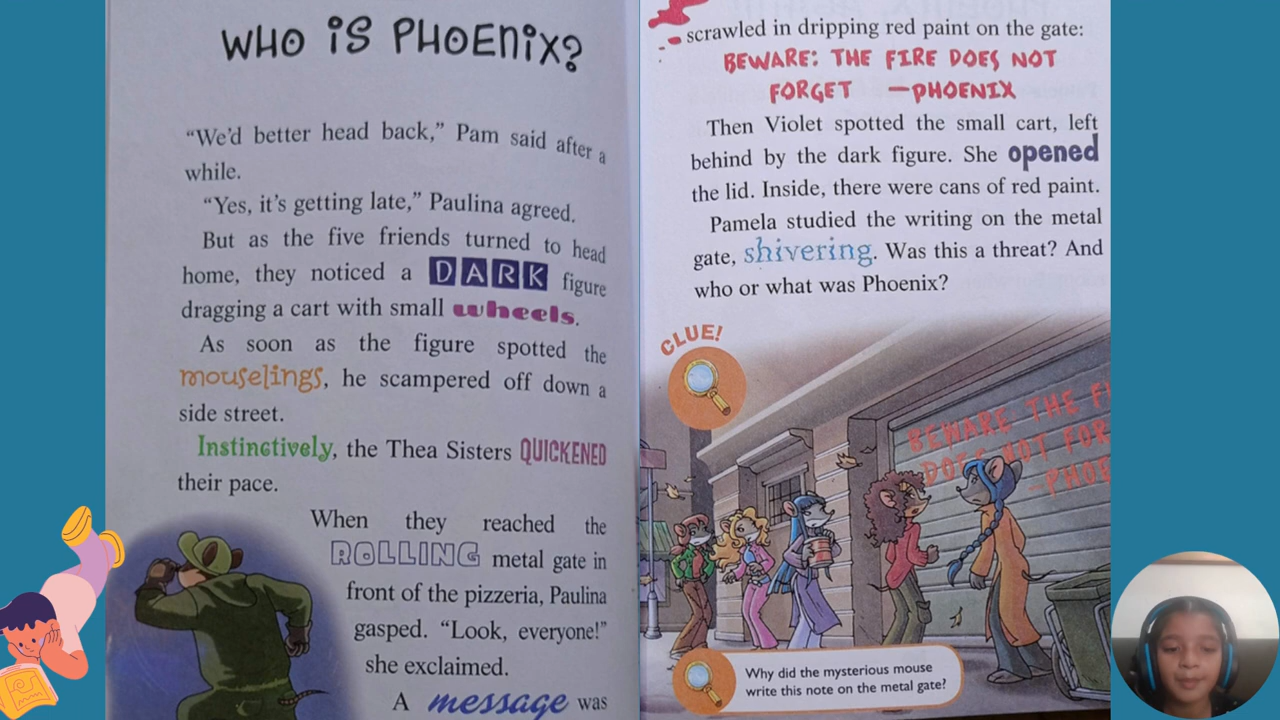 WHO IS PHOENIX?
“We’d better head back,” Pam said after a
while.
“Yes, it’s getting late,” Paulina agreed.
But as the five friends turned to head
home, they noticed a DARK figure
dragging a cart with small wheels.
As soon as the figure spotted the
mouselings, he scampered off down a
side street.
Instinctively, the Thea Sisters QUICKENED
their pace.
When they reached the
ROLLING metal gate in
front of the pizzeria, Paulina
gasped. “Look, everyone!”
she exclaimed.
A message was
scrawled in dripping red paint on the gate:
BEWARE: THE FIRE DOES NOT
FORGET —PHOENIX
Then Violet spotted the small cart, left
behind by the dark figure. She opened
the lid. Inside, there were cans of red paint.
Pamela studied the writing on the metal
gate, shivering. Was this a threat? And
who or what was Phoenix?
CLUE!
BEWARE THE FI
DOES NOT FOR
-PHOE
Why did the mysterious mouse
write this note on the metal gate?